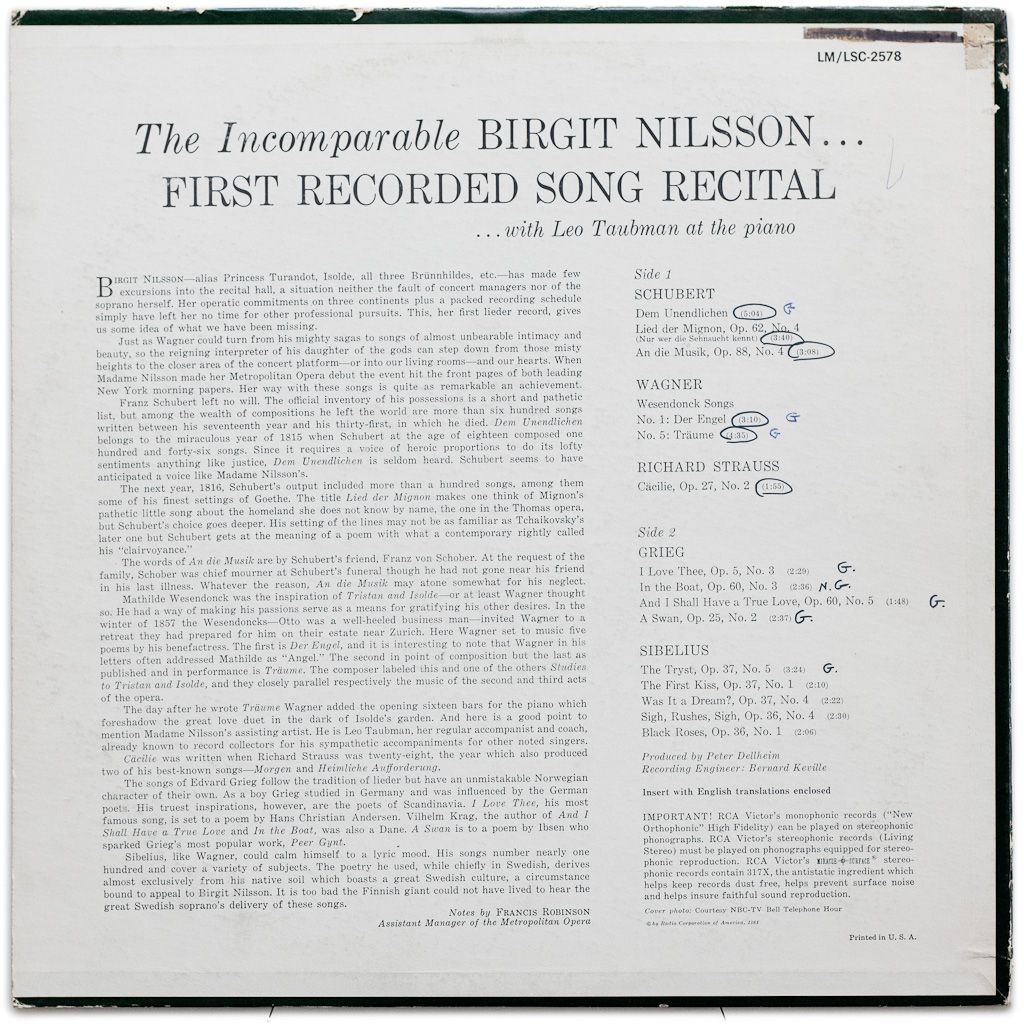 LM/LSC-2578
The Incomparable BIRGIT NILSSON...
FIRST RECORDED SONG RECITAL
...with Leo Taubman at the piano
BIRGIT NILSSON—alias Princess Turandot, Isolde, all three Brünnhildes, etc.—has made few
excursions into the recital hall, a situation neither the fault of concert managers nor of the
soprano herself. Her operatic commitments on three continents plus a packed recording schedule
simply have left her no time for other professional pursuits. This, her first lieder record, gives
us some idea of what we have been missing.
Just as Wagner could turn from his mighty sagas to songs of almost unbearable intimacy and
beauty, so the reigning interpreter of his daughter of the gods can step down from those misty
heights to the closer area of the concert platform—or into our living rooms—and our hearts. When
Madame Nilsson made her Metropolitan Opera debut the event hit the front pages of both leading
New York morning papers. Her way with these songs is quite as remarkable an achievement.
Franz Schubert left no will. The official inventory of his possessions is a short and pathetic
list, but among the wealth of compositions he left the world are more than six hundred songs
written between his seventeenth year and his thirty-first, in which he died. Dem Unendlichen
belongs to the miraculous year of 1815 when Schubert at the age of eighteen composed one
hundred and forty-six songs. Since it requires a voice of heroic proportions to do its lofty
sentiments anything like justice, Dem Unendlichen is seldom heard. Schubert seems to have
anticipated a voice like Madame Nilsson's.
The next year, 1816, Schubert's output included more than a hundred songs, among them
some of his finest settings of Goethe. The title Lied der Mignon makes one think of Mignon's
pathetic little song about the homeland she does not know by name, the one in the Thomas opera,
but Schubert's choice goes deeper. His setting of the lines may not be as familiar as Tchaikovsky's
later one but Schubert gets at the meaning of a poem with what a contemporary rightly called
his "clairvoyance."
The words of An die Musik are by Schubert's friend, Franz von Schober. At the request of the
family, Schober was chief mourner at Schubert's funeral though he had not gone near his friend
in his last illness. Whatever the reason, An die Musik may atone somewhat for his neglect.
Mathilde Wesendonck was the inspiration of Tristan and Isolde—or at least Wagner thought
so. He had a way of making his passions serve as a means for gratifying his other desires. In the
winter of 1857 the Wesendoncks—Otto was a well-heeled business man—invited Wagner to a
retreat they had prepared for him on their estate near Zurich. Here Wagner set to music five
poems by his benefactress. The first is Der Engel, and it is interesting to note that Wagner in his
letters often addressed Mathilde as "Angel." The second in point of composition but the last as
published and in performance is Träume. The composer labeled this and one of the others Studies
to Tristan and Isolde, and they closely parallel respectively the music of the second and third acts
of the opera.
The day after he wrote Träume Wagner added the opening sixteen bars for the piano which
foreshadow the great love duet in the dark of Isolde's garden. And here is a good point to
mention Madame Nilsson's assisting artist. He is Leo Taubman, her regular accompanist and coach,
already known to record collectors for his sympathetic accompaniments for other noted singers.
Cäcilie was written when Richard Strauss was twenty-eight, the year which also produced
two of his best-known songs—Morgen and Heimliche Aufforderung.
The songs of Edvard Grieg follow the tradition of lieder but have an unmistakable Norwegian
character of their own. As a boy Grieg studied in Germany and was influenced by the German
poets. His truest inspirations, however, are the poets of Scandinavia. I Love Thee, his most
famous song, is set to a poem by Hans Christian Andersen. Vilhelm Krag, the author of And I
Shall Have a True Love and In the Boat, was also a Dane. A Swan is to a poem by Ibsen who
sparked Grieg's most popular work, Peer Gynt.
Sibelius, like Wagner, could calm himself to a lyric mood. His songs number nearly one
hundred and cover a variety of subjects. The poetry he used, while chiefly in Swedish, derives
almost exclusively from his native soil which boasts a great Swedish culture, a circumstance
bound to appeal to Birgit Nilsson. It is too bad the Finnish giant could not have lived to hear the
great Swedish soprano's delivery of these songs.
Notes by FRANCIS ROBINSON
Assistant Manager of the Metropolitan Opera
Side 1
SCHUBERT
Dem Unendlichen (5:04) G
Lied der Mignon, Op. 62, No. 4
(Nur wer die Sehnsucht kennt) (3:40)
An die Musik, Op. 88, No. 4 (3:08)
WAGNER
Wesendonck Songs
No. 1: Der Engel (3:10) G
No. 5: Träume (4:35) G
RICHARD STRAUSS
Cäcilie, Op. 27, No. 2 (1:55)
Side 2
GRIEG
I Love Thee, Op. 5, No. 3 (2:29) G.
In the Boat, Op. 60, No. 3 (2:36) N.G.
And I Shall Have a True Love, Op. 60, No. 5 (1:48) G.
A Swan, Op. 25, No. 2 (2:37) G.
SIBELIUS
The Tryst, Op. 37, No. 5 (3:24) G.
The First Kiss, Op. 37, No. 1 (2:10)
Was It a Dream?, Op. 37, No. 4 (2:22)
Sigh, Rushes, Sigh, Op. 36, No. 4 (2:30)
Black Roses, Op. 36, No. 1 (2:06)
Produced by Peter Dellheim
Recording Engineer: Bernard Keville
Insert with English translations enclosed
IMPORTANT! RCA Victor's monophonic records ("New
Orthophonic" High Fidelity) can be played on stereophonic
phonographs. RCA Victor's stereophonic records (Living
Stereo) must be played on phonographs equipped for stereo-
phonic reproduction. RCA Victor's MIRACLE SURFACE® stereo-
phonic records contain 317X, the antistatic ingredient which
helps keep records dust free, helps prevent surface noise
and helps insure faithful sound reproduction.
Cover photo: Courtesy NBC-TV Bell Telephone Hour
© by Radio Corporation of America, 1961
Printed in U. S. A.